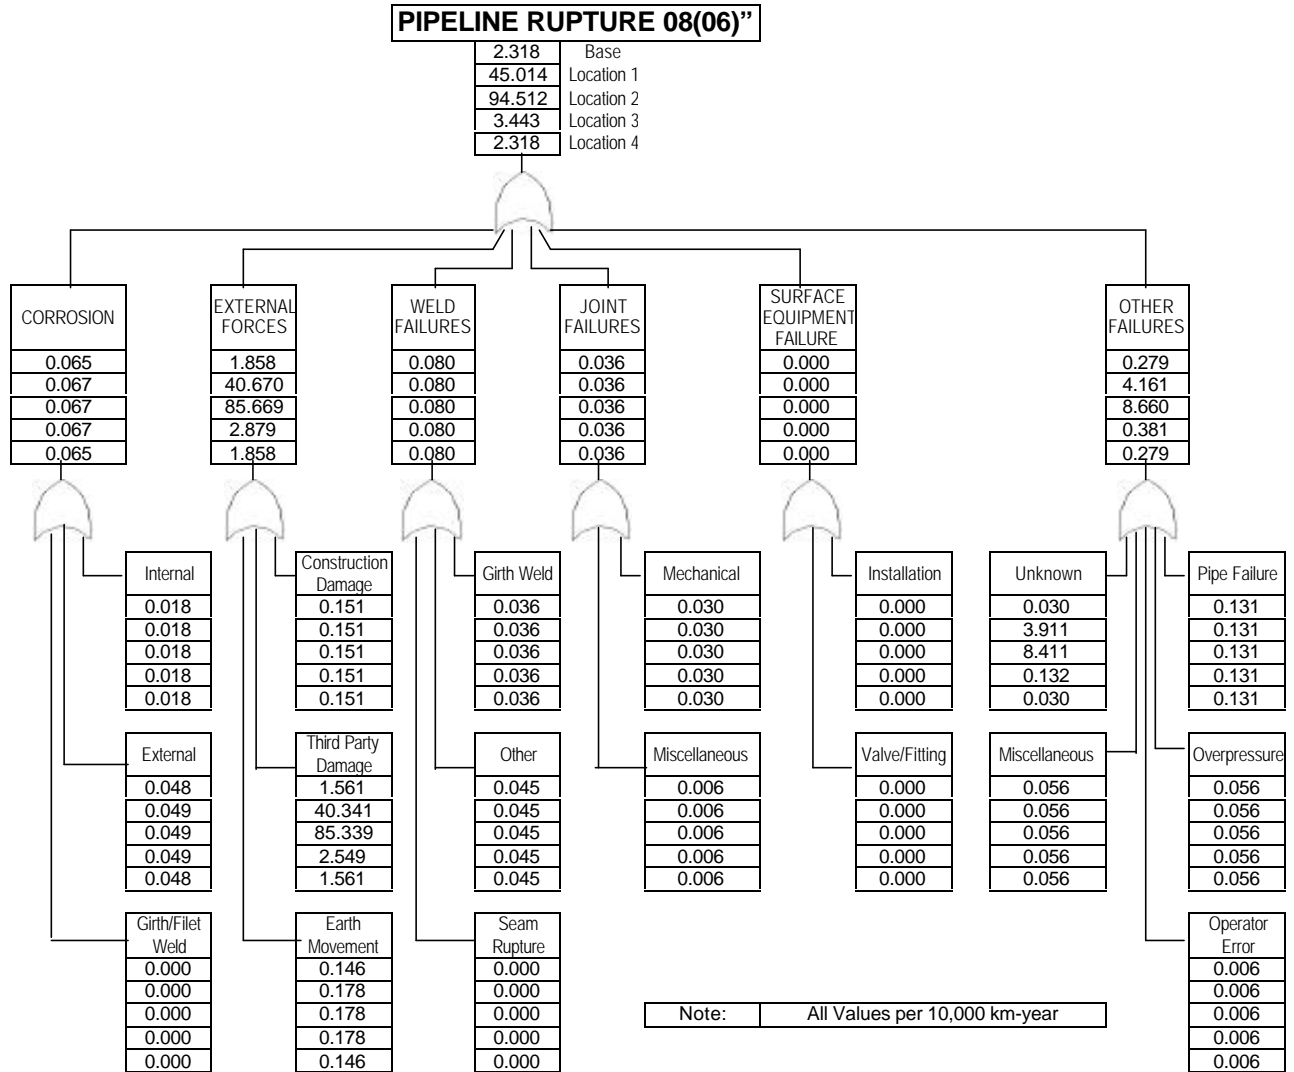 PIPELINE RUPTURE 08(06)”
2.318 Base
45.014 Location 1
94.512 Location 2
3.443 Location 3
2.318 Location 4
CORROSION
0.065
0.067
0.067
0.067
0.065
EXTERNAL
FORCES
1.858
40.670
85.669
2.879
1.858
WELD
FAILURES
0.080
0.080
0.080
0.080
0.080
JOINT
FAILURES
0.036
0.036
0.036
0.036
0.036
SURFACE
EQUIPMENT
FAILURE
0.000
0.000
0.000
0.000
0.000
OTHER
FAILURES
0.279
4.161
8.660
0.381
0.279
Internal
0.018
0.018
0.018
0.018
0.018
Construction
Damage
0.151
0.151
0.151
0.151
0.151
Girth Weld
0.036
0.036
0.036
0.036
0.036
Mechanical
0.030
0.030
0.030
0.030
0.030
Installation
0.000
0.000
0.000
0.000
0.000
Unknown
0.030
3.911
8.411
0.132
0.030
Pipe Failure
0.131
0.131
0.131
0.131
0.131
External
0.048
0.049
0.049
0.049
0.048
Third Party
Damage
1.561
40.341
85.339
2.549
1.561
Other
0.045
0.045
0.045
0.045
0.045
Miscellaneous
0.006
0.006
0.006
0.006
0.006
Valve/Fitting
0.000
0.000
0.000
0.000
0.000
Miscellaneous
0.056
0.056
0.056
0.056
0.056
Overpressure
0.056
0.056
0.056
0.056
0.056
Girth/Filet
Weld
0.000
0.000
0.000
0.000
0.000
Earth
Movement
0.146
0.178
0.178
0.178
0.146
Seam
Rupture
0.000
0.000
0.000
0.000
0.000
Operator
Error
0.006
0.006
0.006
0.006
0.006
Note: All Values per 10,000 km-year